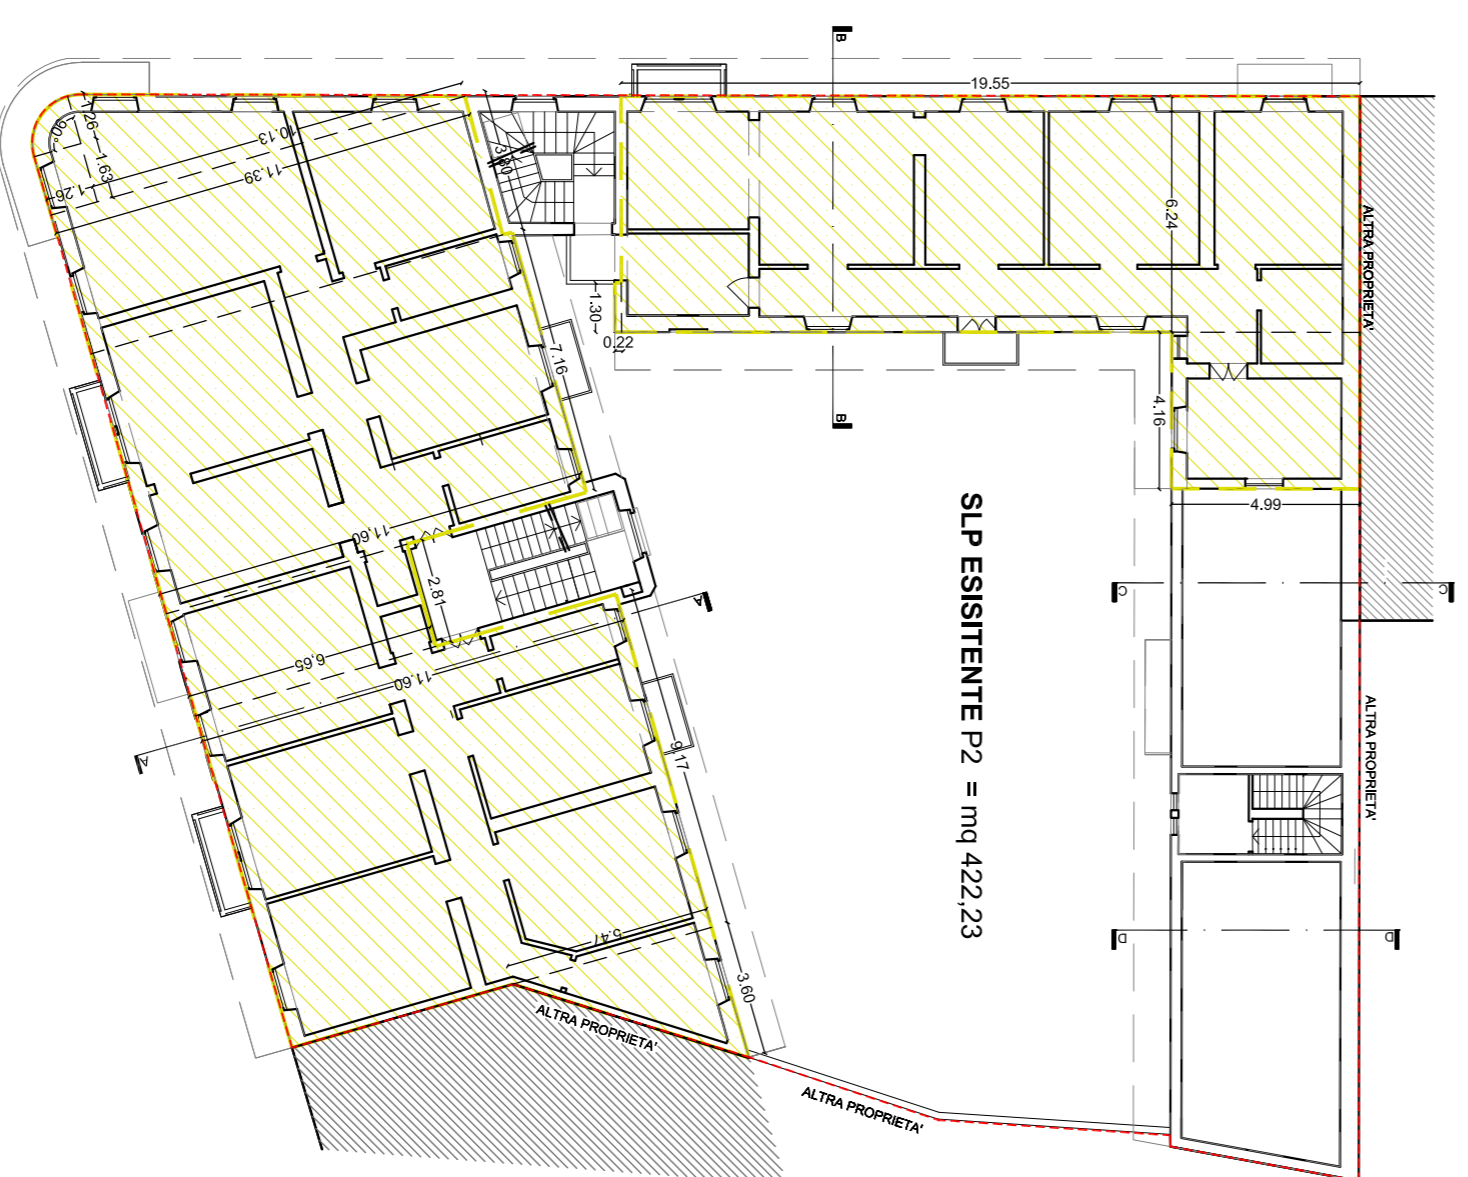 B
19.55
26
60°
1.63
1.26
10.13
11.39
3.80
6.24
ALTRA PROPRIETA'
1.30
0.22
7.16
4.16
B
4.99
SLP ESISITENTE P2 = mq 422,23
11,60
2.81
A
C
C
6,65
11.60
A
9,17
ALTRA PROPRIETA'
5.47
3.60
D
D
ALTRA PROPRIETA'
ALTRA PROPRIETA'